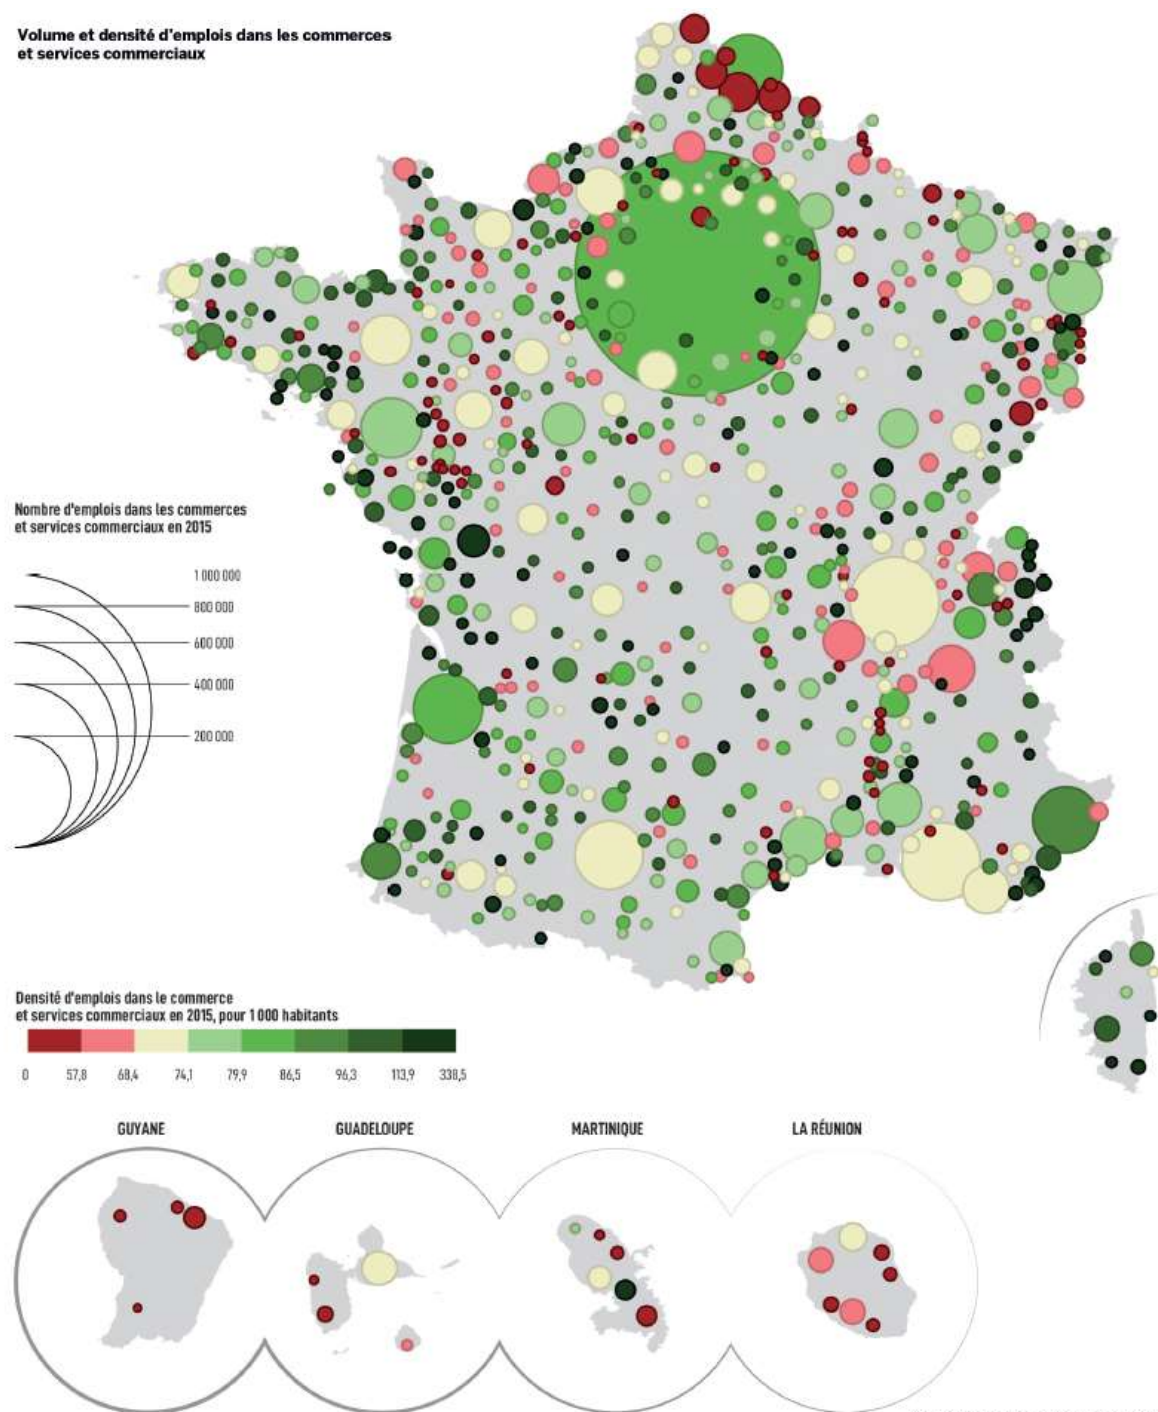 Volume et densité d'emplois dans les commerces
et services commerciaux
Nombre d'emplois dans les commerces
et services commerciaux en 2015
1 000 000
800 000
600 000
400 000
200 000
Densité d'emplois dans le commerce
et services commerciaux en 2015, pour 1 000 habitants
0 57,8 68,4 74,1 79,9 86,5 96,3 113,9 338,5
GUYANE GUADELOUPE MARTINIQUE LA RÉUNION